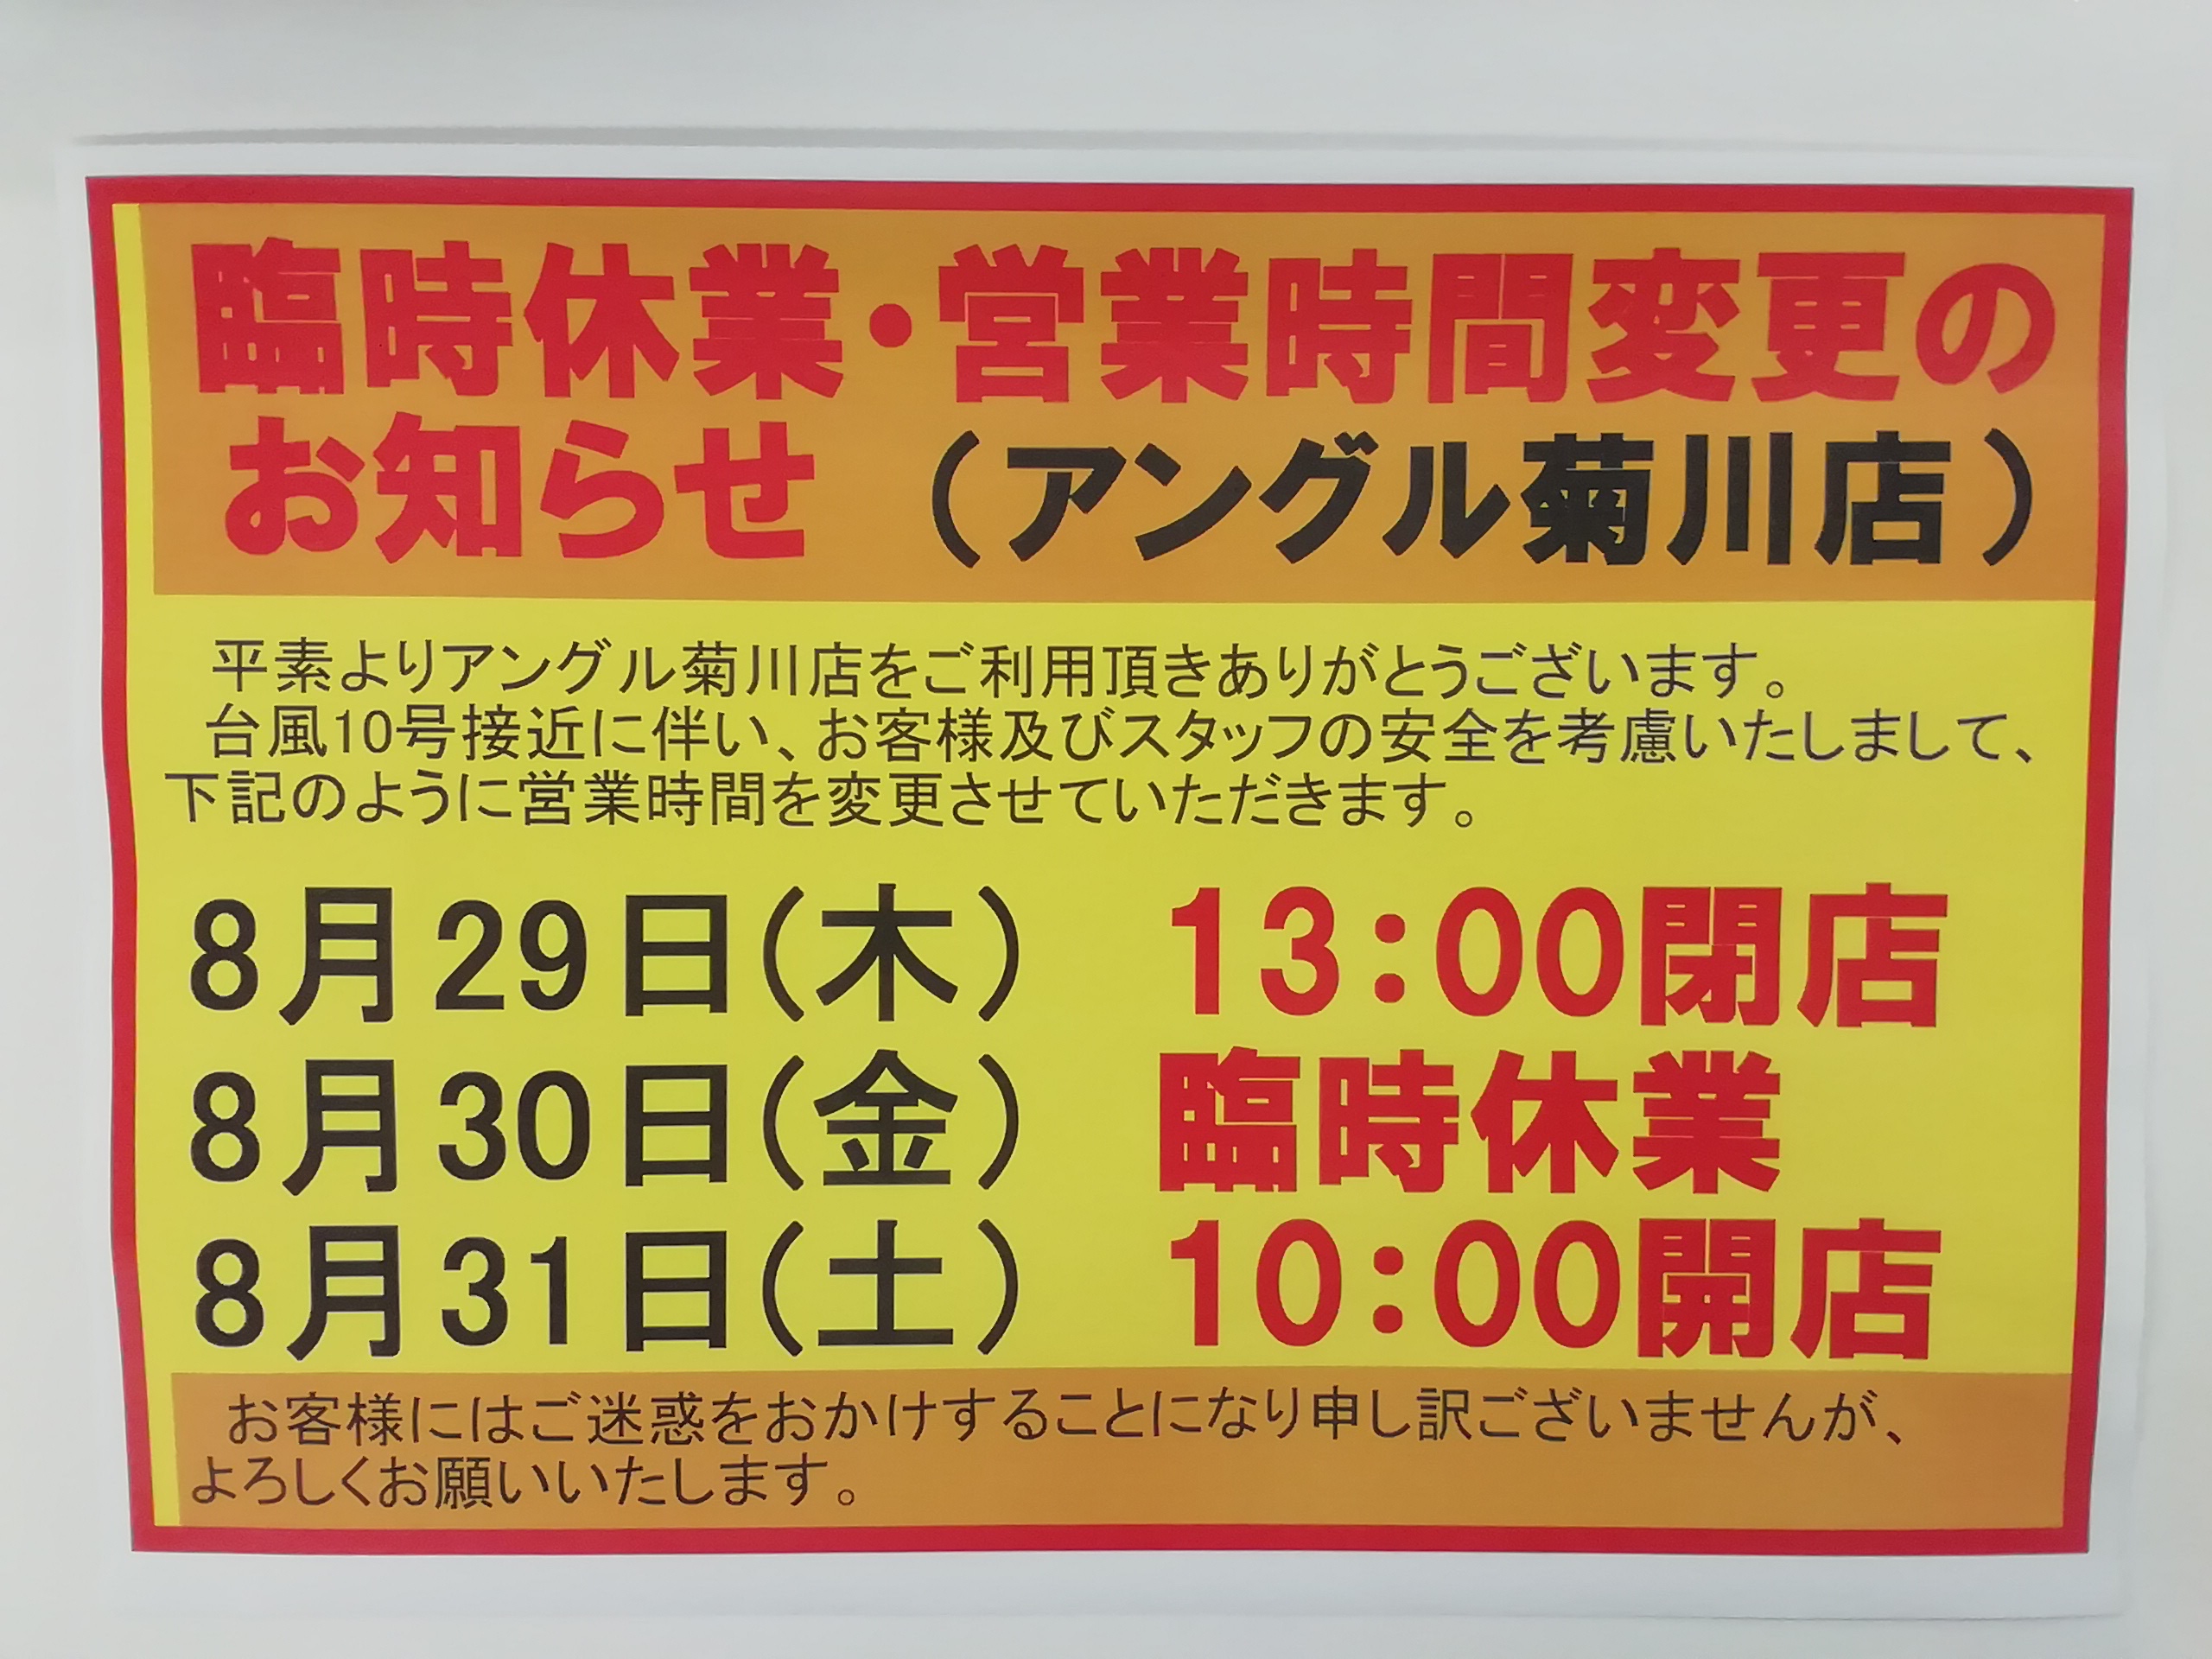 臨時休業・営業時間変更の
お知らせ（アングル菊川店）
平素よりアングル菊川店をご利用頂きありがとうございます。
台風10号接近に伴い、お客様及びスタッフの安全を考慮いたしまして、
下記のように営業時間を変更させていただきます。
8月29日(木) 13:00閉店
8月30日(金) 臨時休業
8月31日(土) 10:00開店
お客様にはご迷惑をおかけすることになり申し訳ございませんが、
よろしくお願いいたします。